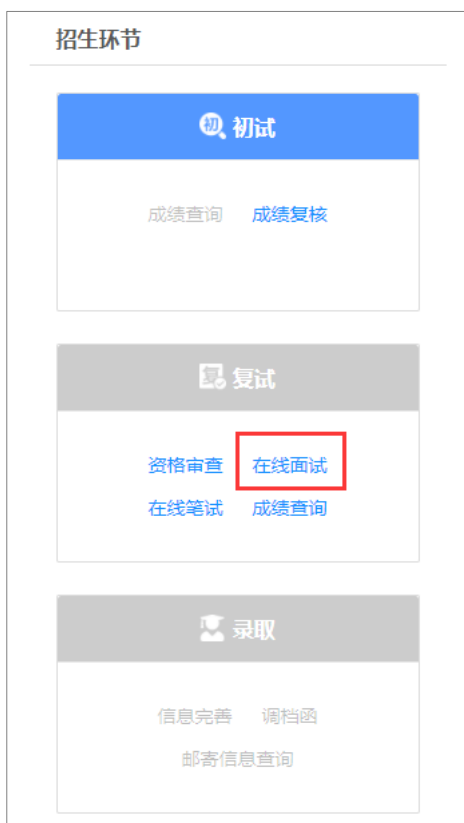 招生环节
初 初试
成绩查询 成绩复核
复 复试
资格审查 在线面试
在线笔试 成绩查询
录取
信息完善 调档函
邮寄信息查询